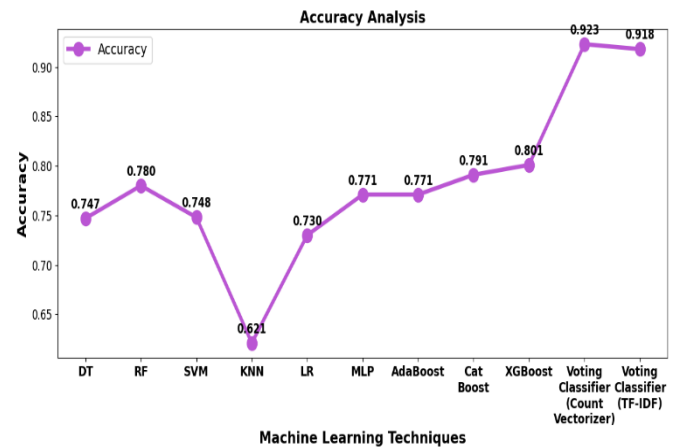 Accuracy Analysis
Accuracy
Accuracy
0.90
0.85
0.80
0.75
0.70
0.65
0.747
0.780
0.748
0.621
0.730
0.771
0.771
0.791
0.801
0.923
0.918
DT
RF
SVM
KNN
LR
MLP
AdaBoost
Cat
Boost
XGBoost
Voting
Classifier
(Count
Vectorizer)
Voting
Classifier
(TF-IDF)
Machine Learning Techniques